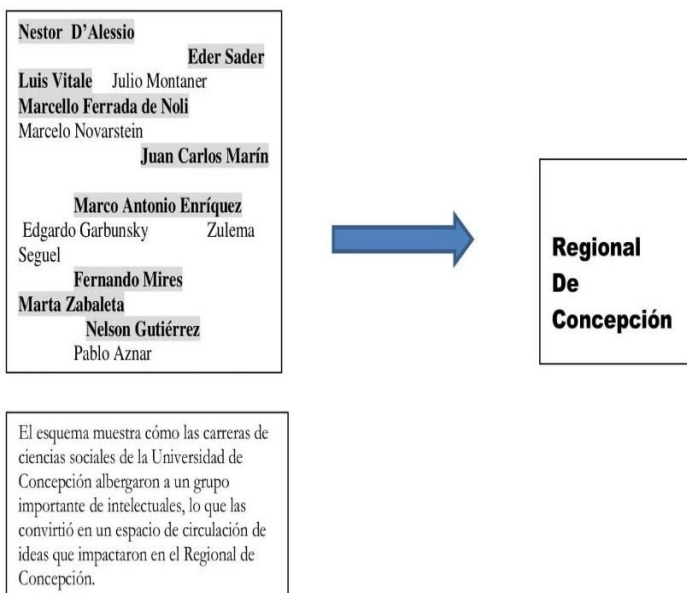 Nestor D’Alessio
Eder Sader
Luis Vitale Julio Montaner
Marcello Ferrada de Noli
Marcelo Novarstein
Juan Carlos Marín
Marco Antonio Enríquez
Edgardo Garbunsky Zulema
Seguel
Fernando Mires
Marta Zabaleta
Nelson Gutiérrez
Pablo Aznar
Regional
De
Concepción
El esquema muestra cómo las carreras de
ciencias sociales de la Universidad de
Concepción albergaron a un grupo
importante de intelectuales, lo que las
convirtió en un espacio de circulación de
ideas que impactaron en el Regional de
Concepción.